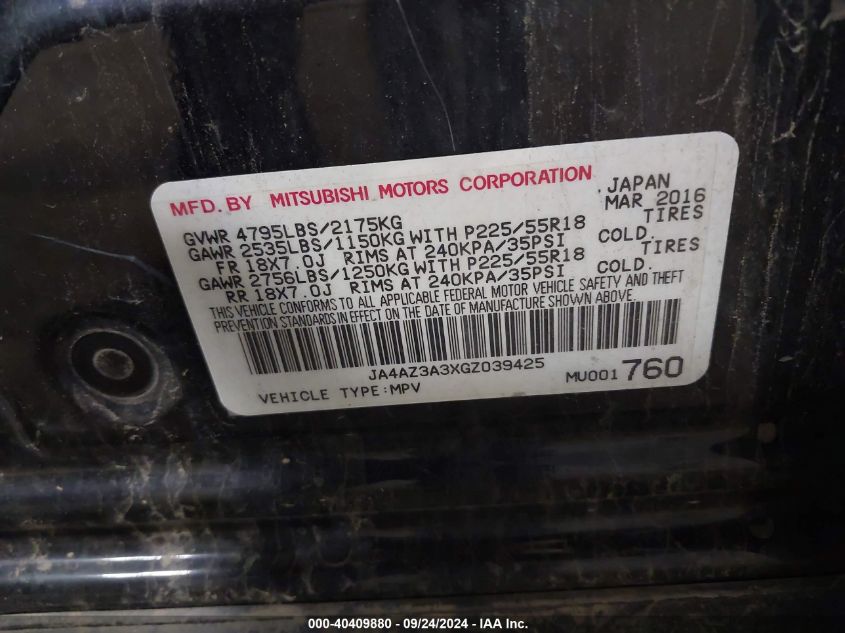 MFD. BY MITSUBISHI MOTORS CORPORATION JAPAN
MAR 2016
GVWR 4795LBS/2175KG
GAWR 2535LBS/1150KG WITH P225/55R18 TIRES
FR 18X7.0J RIMS AT 240KPA/35PSI COLD.
GAWR 2756LBS/1250KG WITH P225/55R18 TIRES
RR 18X7.0J RIMS AT 240KPA/35PSI COLD.
THIS VEHICLE CONFORMS TO ALL APPLICABLE FEDERAL MOTOR VEHICLE SAFETY AND THEFT
PREVENTION STANDARDS IN EFFECT ON THE DATE OF MANUFACTURE SHOWN ABOVE.
JA4AZ3A3XGZ039425
VEHICLE TYPE:MPV MU001760
000-40409880 - 09/24/2024 - IAA Inc.